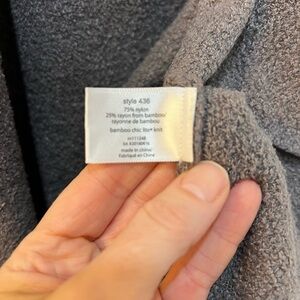 style 436
75% nylon
25% rayon from bamboo/
rayonne de bambou
bamboo chic lite® knit
made in china/
Fabriqué en Chine